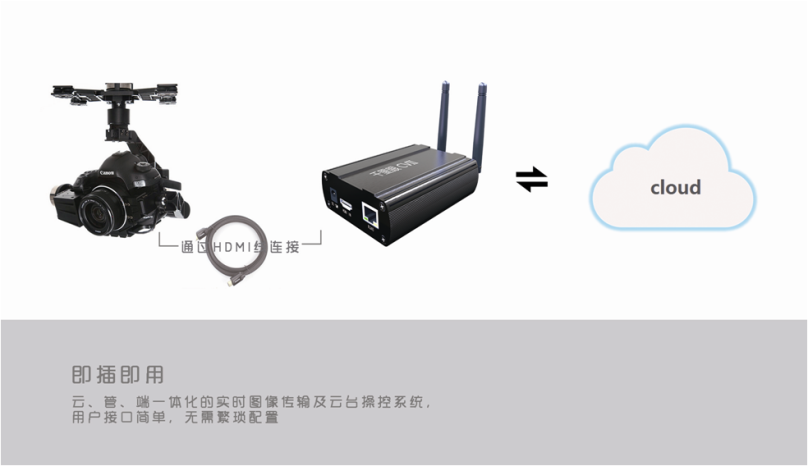 Canon
cloud
通过HDMI线连接
即插即用
云、管、端一体化的实时图像传输及云台操控系统，
用户接口简单，无需繁琐配置